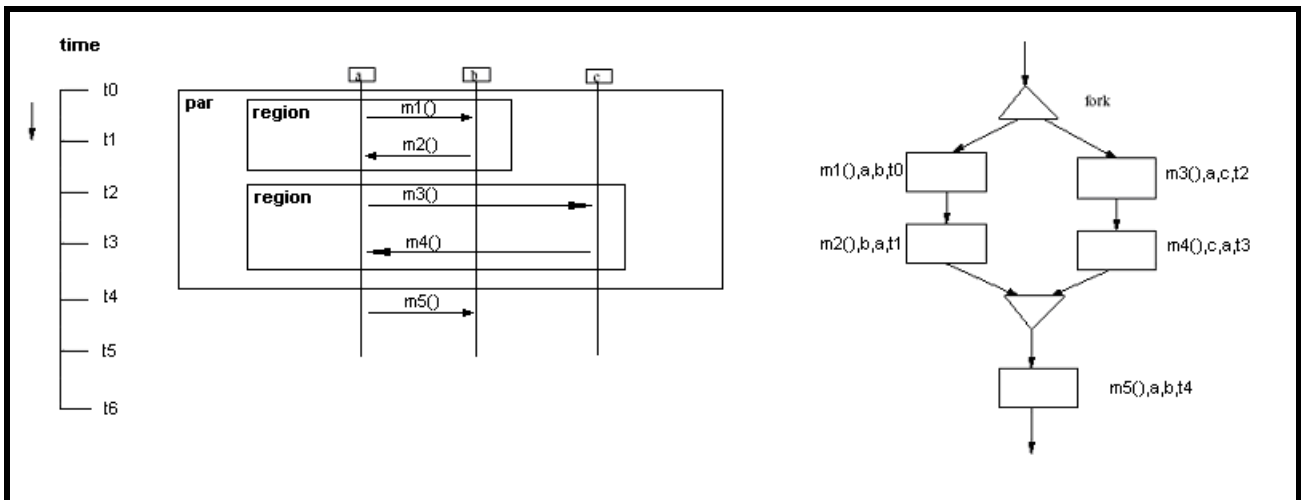 time
t0
t1
t2
t3
t4
t5
t6
a
b
c
par
region
m1()
m2()
region
m3()
m4()
m5()
fork
m1(),a,b,t0
m3(),a,c,t2
m2(),b,a,t1
m4(),c,a,t3
m5(),a,b,t4